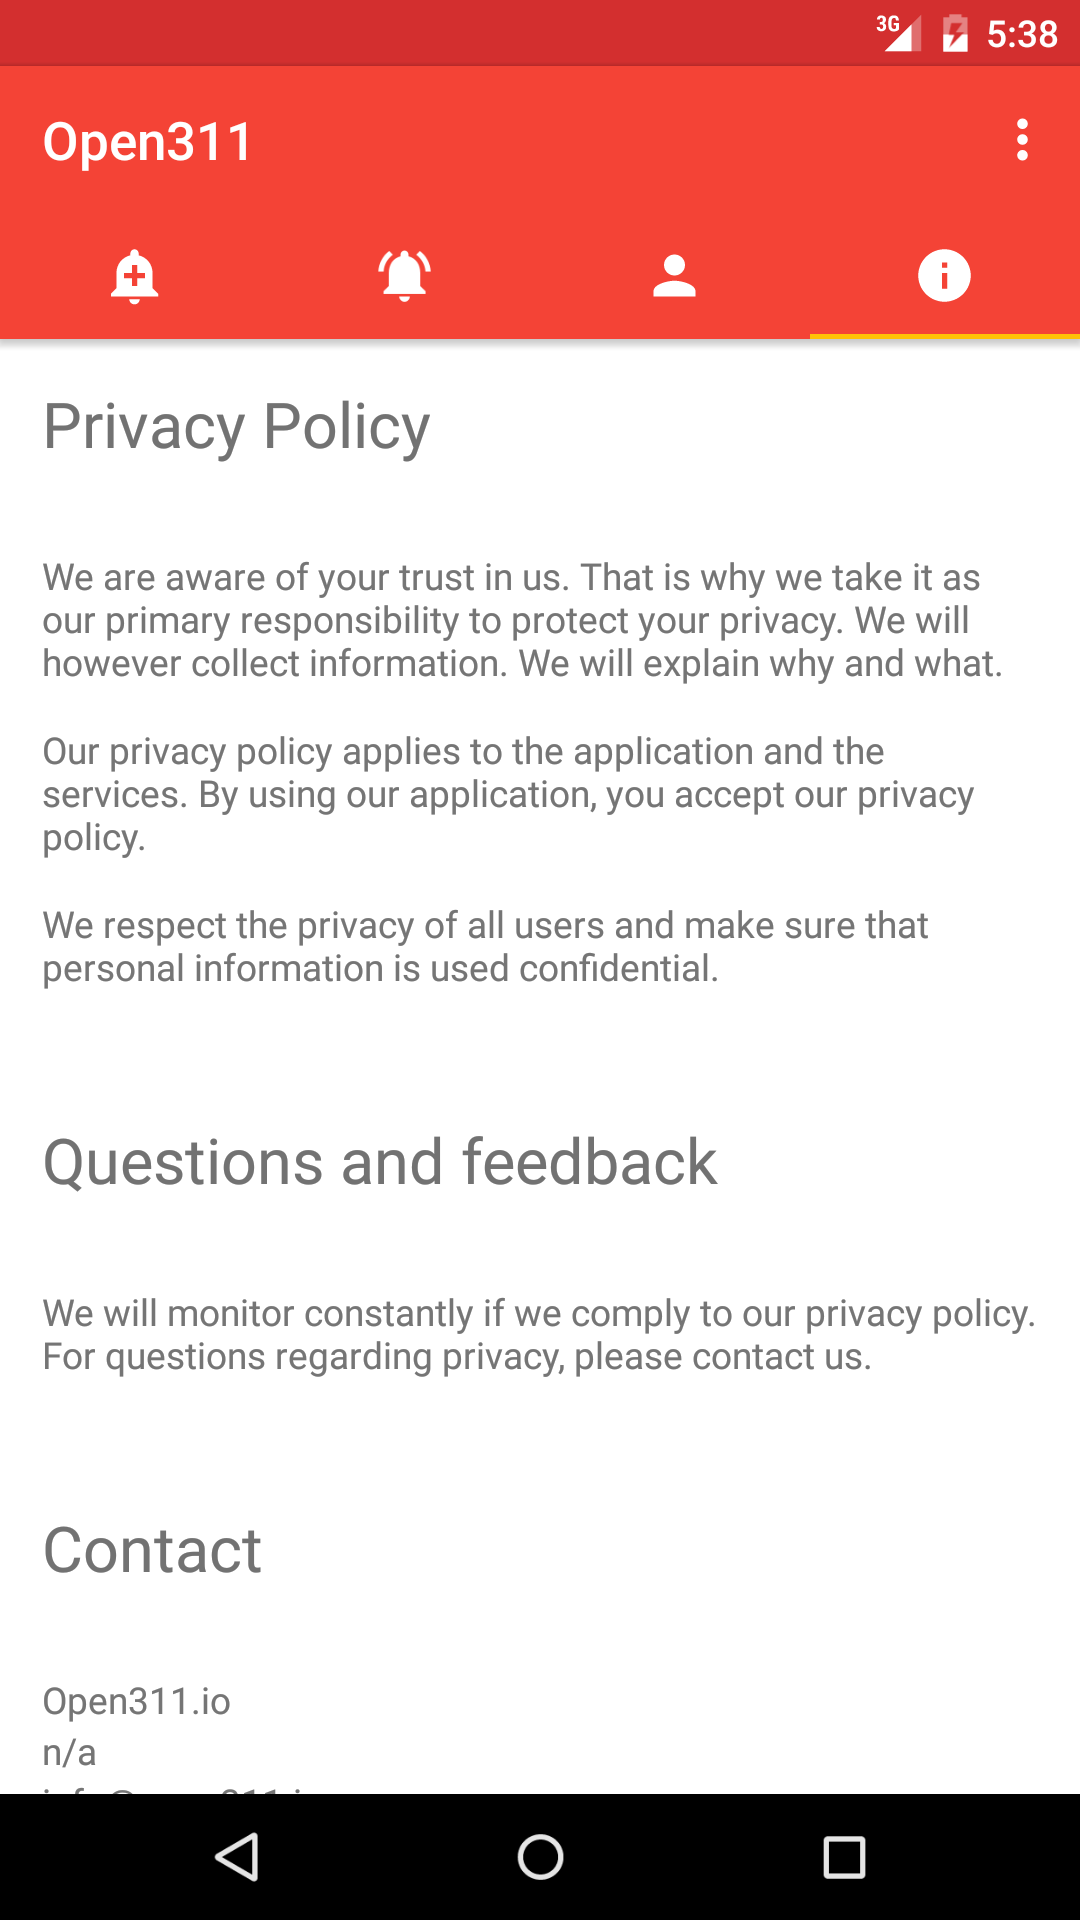 3G 5:38
Open311
Privacy Policy
We are aware of your trust in us. That is why we take it as
our primary responsibility to protect your privacy. We will
however collect information. We will explain why and what.
Our privacy policy applies to the application and the
services. By using our application, you accept our privacy
policy.
We respect the privacy of all users and make sure that
personal information is used confidential.
Questions and feedback
We will monitor constantly if we comply to our privacy policy.
For questions regarding privacy, please contact us.
Contact
Open311.io
n/a